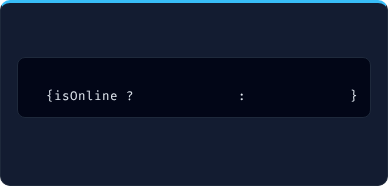 {isOnline ? : }